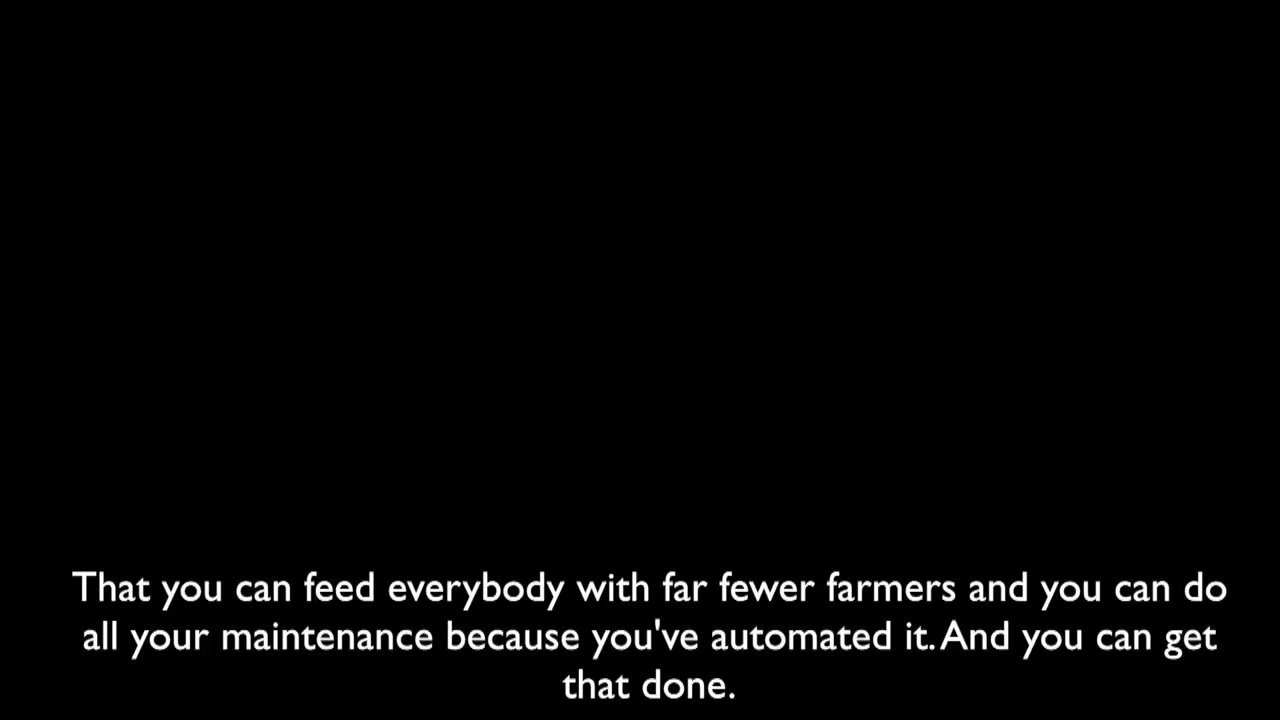 That you can feed everybody with far fewer farmers and you can do
all your maintenance because you've automated it. And you can get
that done.